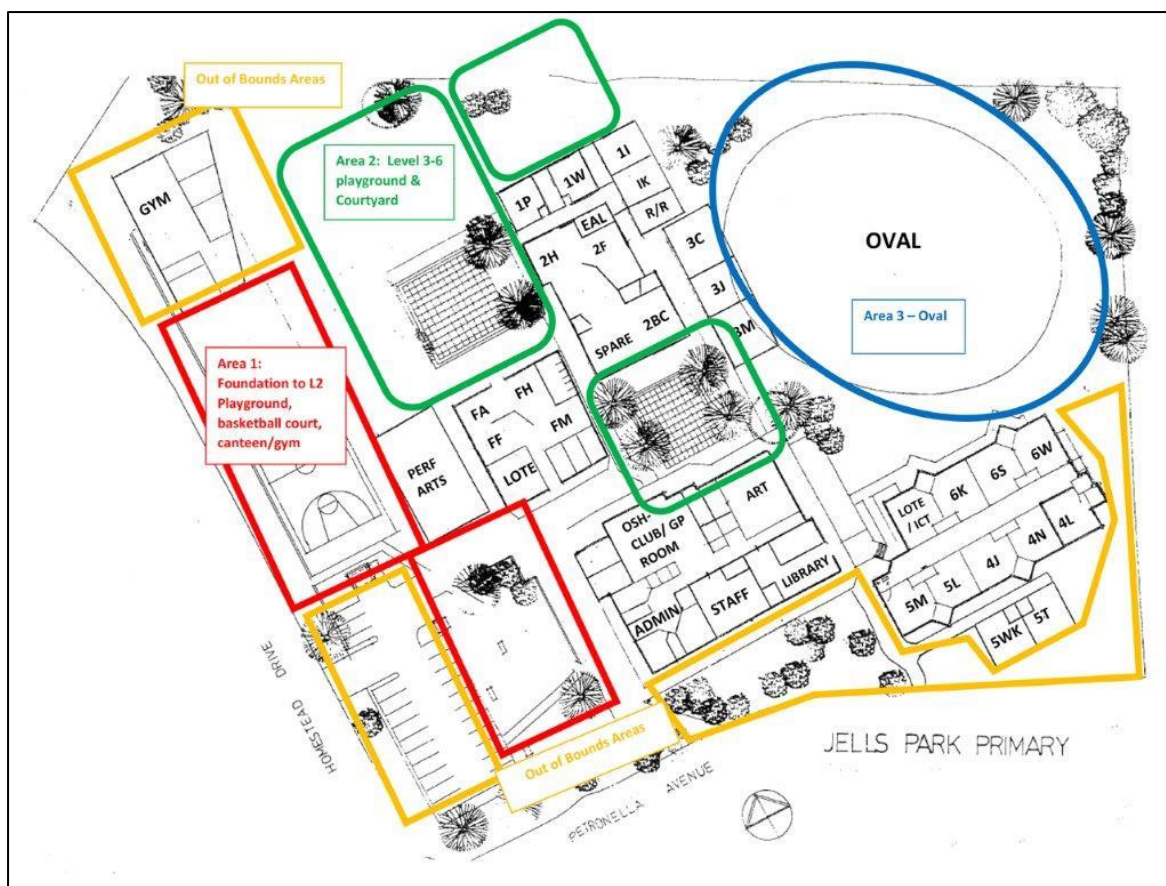 Out of Bounds Areas
GYM
Area 2: Level 3-6
playground &
Courtyard
1P
1W
1I
IK
R/R
EAL
2H
2F
3C
3J
3M
SPARE
2BC
OVAL
Area 3 – Oval
Area 1:
Foundation to L2
Playground,
basketball court,
canteen/gym
PERF
ARTS
FA
FH
FF
FM
LOTE
OSH-
CLUB/ GP
ROOM
ART
ADMIN
STAFF
LIBRARY
LOTE
/ ICT
6K
6S
6W
5M
5L
4J
4N
4L
5WK
5T
HOMESTEAD DRIVE
Out of Bounds Areas
PETRONELLA AVENUE
JELLS PARK PRIMARY